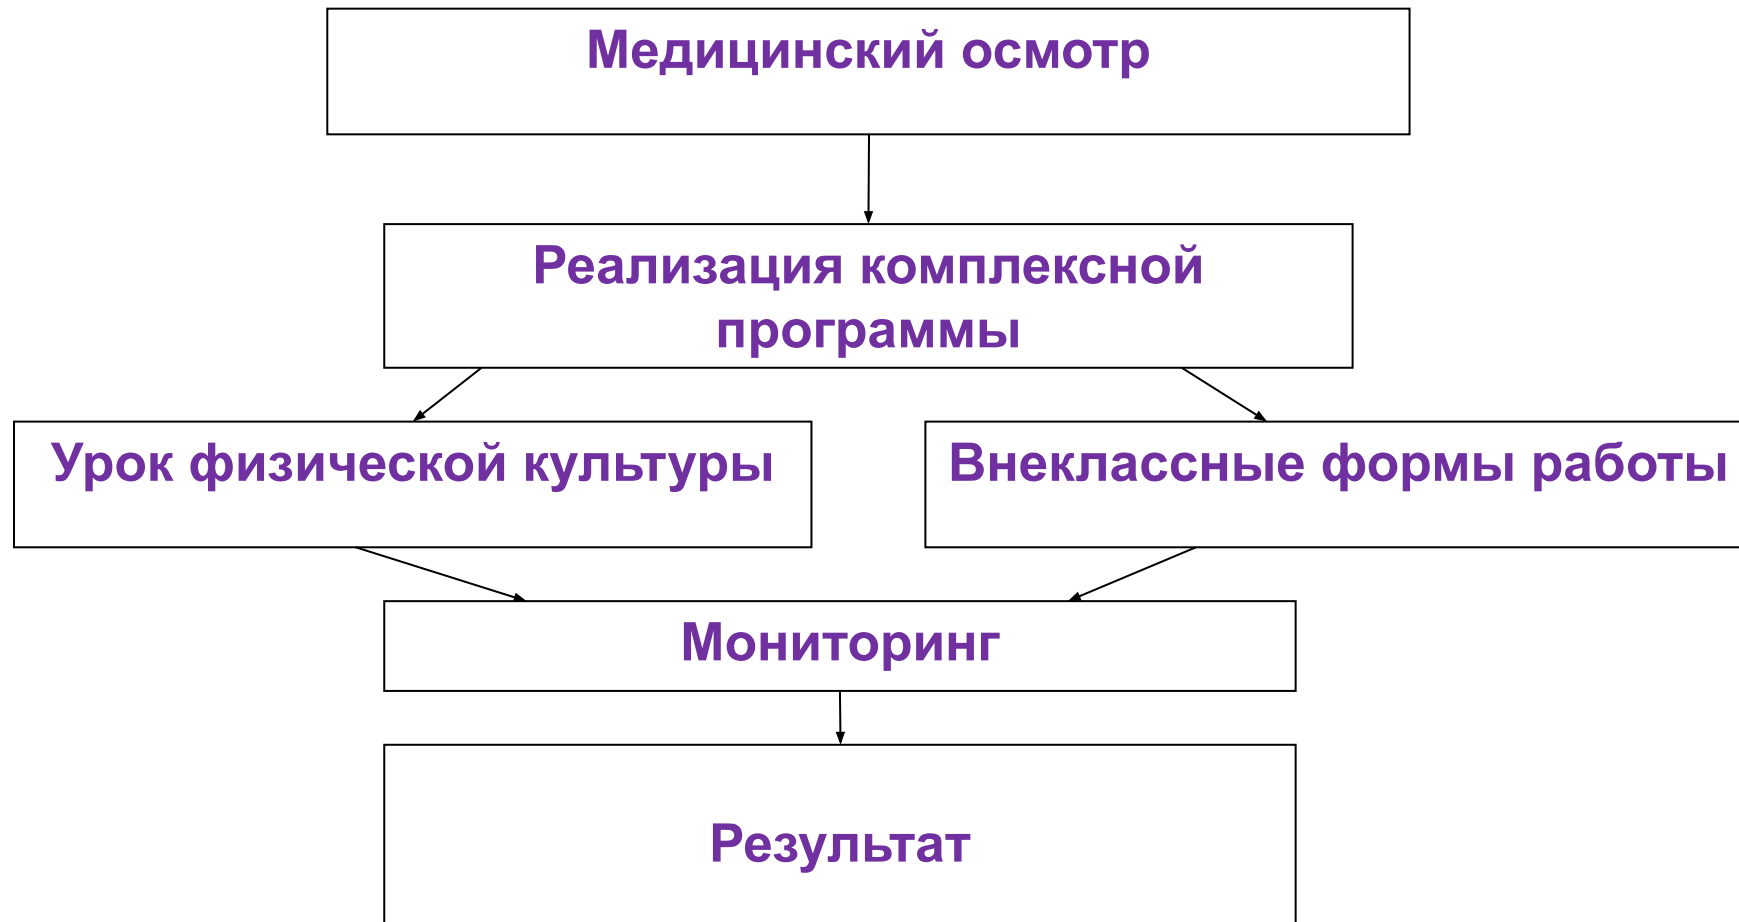 Медицинский осмотр
Реализация комплексной
программы
Урок физической культуры
Внеклассные формы работы
Мониторинг
Результат